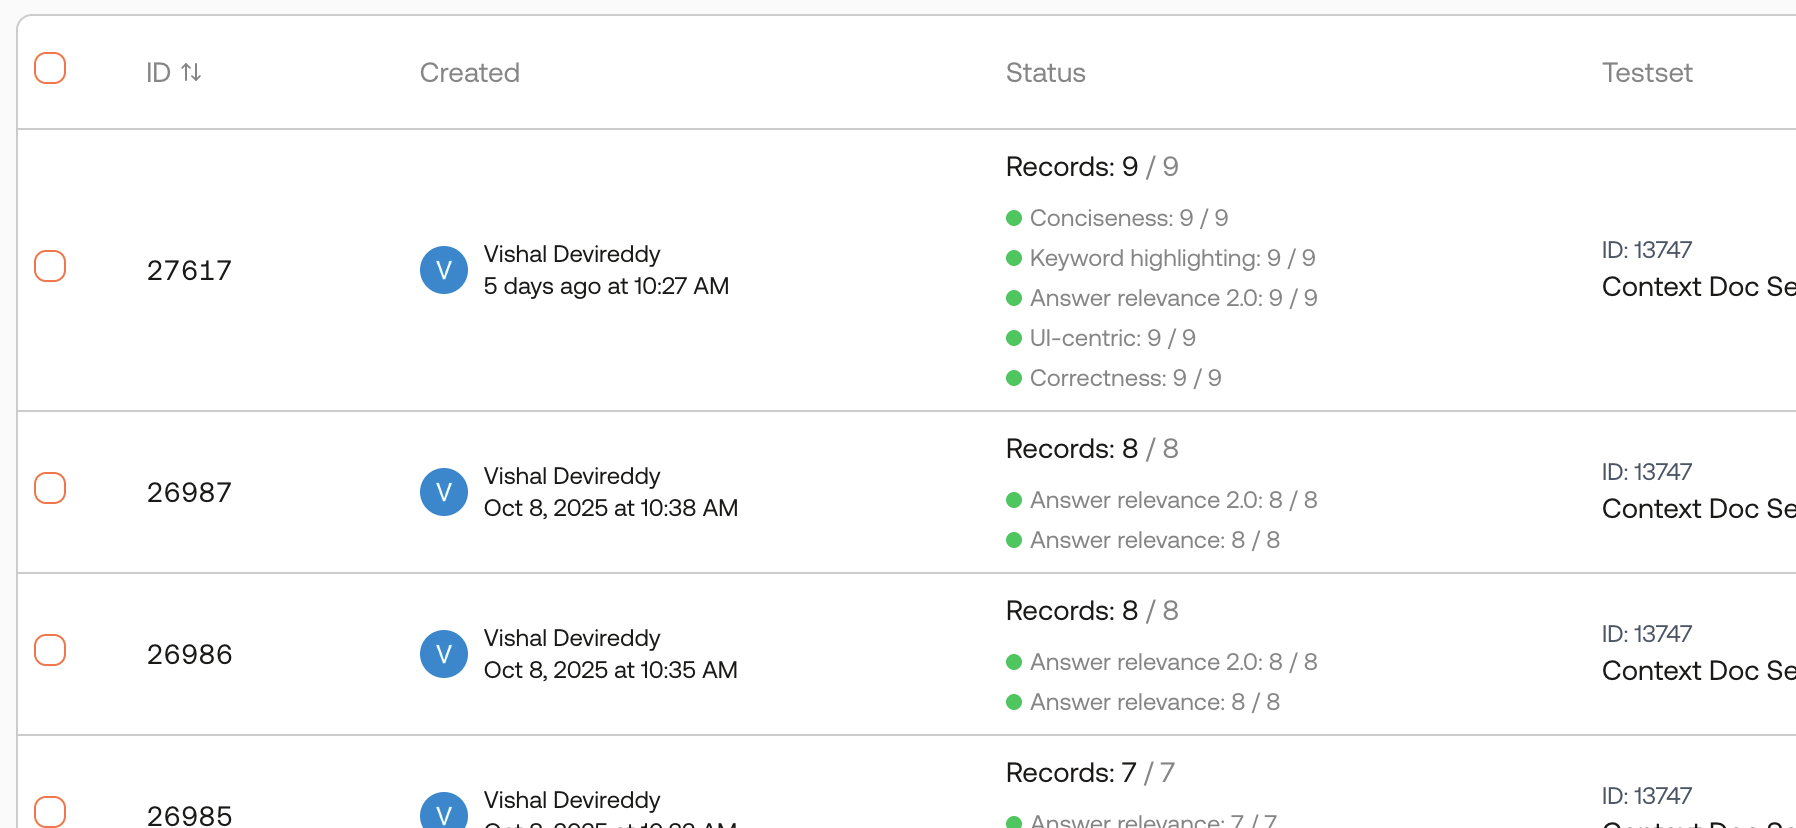 ID Created Status Testset
27617
V
Vishal Devireddy
5 days ago at 10:27 AM
Records: 9 / 9
Conciseness: 9 / 9
Keyword highlighting: 9 / 9
Answer relevance 2.0: 9 / 9
UI-centric: 9 / 9
Correctness: 9 / 9
ID: 13747
Context Doc Se
26987
V
Vishal Devireddy
Oct 8, 2025 at 10:38 AM
Records: 8 / 8
Answer relevance 2.0: 8 / 8
Answer relevance: 8 / 8
ID: 13747
Context Doc Se
26986
V
Vishal Devireddy
Oct 8, 2025 at 10:35 AM
Records: 8 / 8
Answer relevance 2.0: 8 / 8
Answer relevance: 8 / 8
ID: 13747
Context Doc Se
26985
V
Vishal Devireddy
Records: 7 / 7
Answer relevance: 7 / 7
ID: 13747